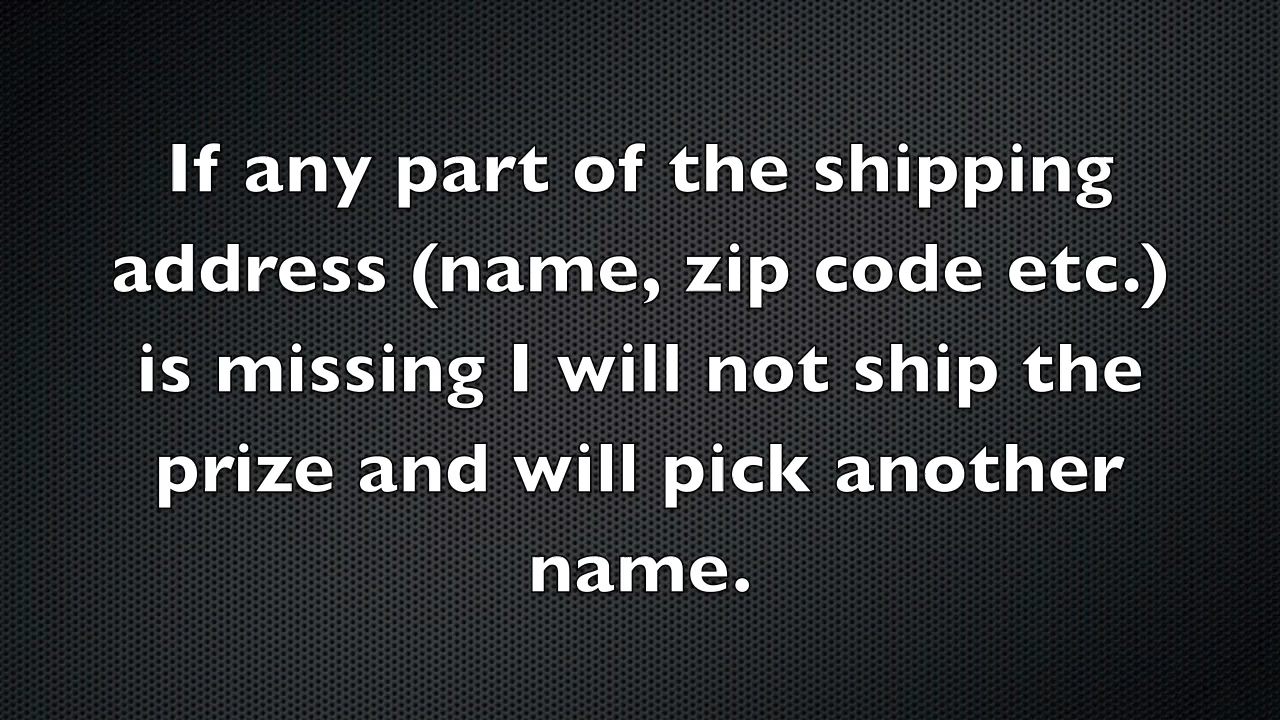 If any part of the shipping
address (name, zip code etc.)
is missing I will not ship the
prize and will pick another
name.